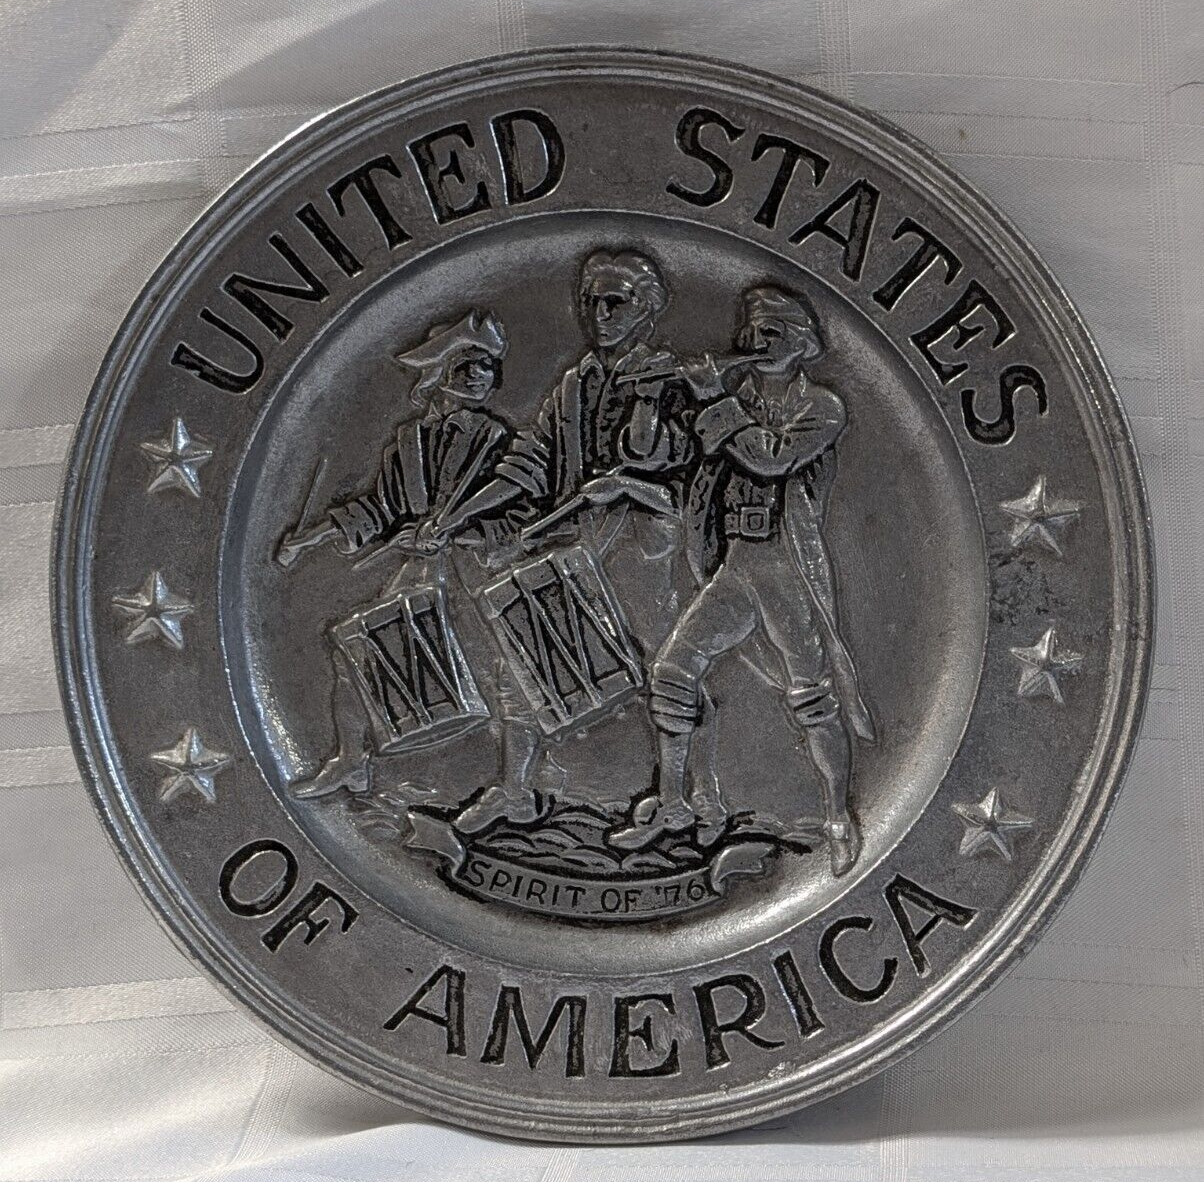 UNITED STATES
OF AMERICA
SPIRIT OF '76